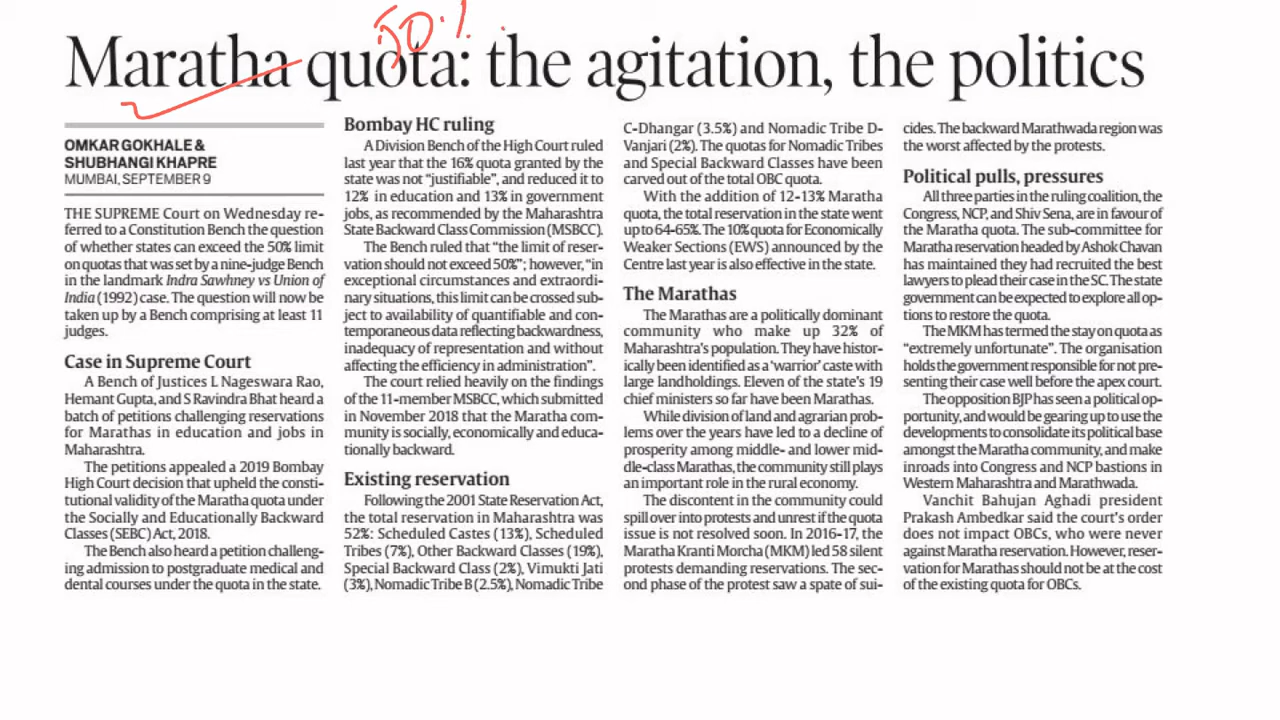 50%
Maratha quota: the agitation, the politics
OMKAR GOKHALE &
SHUBHANGI KHAPRE
MUMBAI, SEPTEMBER 9
THE SUPREME Court on Wednesday re-
ferred to a Constitution Bench the question
of whether states can exceed the 50% limit
on quotas that was set by a nine-judge Bench
in the landmark Indra Sawhney vs Union of
India (1992) case. The question will now be
taken up by a Bench comprising at least 11
judges.
Case in Supreme Court
A Bench of Justices L Nageswara Rao,
Hemant Gupta, and S Ravindra Bhat heard a
batch of petitions challenging reservations
for Marathas in education and jobs in
Maharashtra.
The petitions appealed a 2019 Bombay
High Court decision that upheld the consti-
tutional validity of the Maratha quota under
the Socially and Educationally Backward
Classes (SEBC) Act, 2018.
The Bench also heard a petition challeng-
ing admission to postgraduate medical and
dental courses under the quota in the state.
Bombay HC ruling
A Division Bench of the High Court ruled
last year that the 16% quota granted by the
state was not "justifiable", and reduced it to
12% in education and 13% in government
jobs, as recommended by the Maharashtra
State Backward Class Commission (MSBCC).
The Bench ruled that "the limit of reser-
vation should not exceed 50%"; however, "in
exceptional circumstances and extraordi-
nary situations, this limit can be crossed sub-
ject to availability of quantifiable and con-
temporaneous data reflecting backwardness,
inadequacy of representation and without
affecting the efficiency in administration".
The court relied heavily on the findings
of the 11-member MSBCC, which submitted
in November 2018 that the Maratha com-
munity is socially, economically and educa-
tionally backward.
Existing reservation
Following the 2001 State Reservation Act,
the total reservation in Maharashtra was
52%: Scheduled Castes (13%), Scheduled
Tribes (7%), Other Backward Classes (19%),
Special Backward Class (2%), Vimukti Jati
(3%), Nomadic Tribe B (2.5%), Nomadic Tribe
C-Dhangar (3.5%) and Nomadic Tribe D-
Vanjari (2%). The quotas for Nomadic Tribes
and Special Backward Classes have been
carved out of the total OBC quota.
With the addition of 12-13% Maratha
quota, the total reservation in the state went
up to 64-65%. The 10% quota for Economically
Weaker Sections (EWS) announced by the
Centre last year is also effective in the state.
The Marathas
The Marathas are a politically dominant
community who make up 32% of
Maharashtra's population. They have histor-
ically been identified as a 'warrior' caste with
large landholdings. Eleven of the state's 19
chief ministers so far have been Marathas.
While division of land and agrarian prob-
lems over the years have led to a decline of
prosperity among middle- and lower mid-
dle-class Marathas, the community still plays
an important role in the rural economy.
The discontent in the community could
spill over into protests and unrest if the quota
issue is not resolved soon. In 2016-17, the
Maratha Kranti Morcha (MKM) led 58 silent
protests demanding reservations. The sec-
ond phase of the protest saw a spate of sui-
cides. The backward Marathwada region was
the worst affected by the protests.
Political pulls, pressures
All three parties in the ruling coalition, the
Congress, NCP, and Shiv Sena, are in favour of
the Maratha quota. The sub-committee for
Maratha reservation headed by Ashok Chavan
has maintained they had recruited the best
lawyers to plead their case in the SC. The state
government can be expected to explore all op-
tions to restore the quota.
The MKM has termed the stay on quota as
"extremely unfortunate". The organisation
holds the government responsible for not pre-
senting their case well before the apex court.
The opposition BJP has seen a political op-
portunity, and would be gearing up to use the
developments to consolidate its political base
amongst the Maratha community, and make
inroads into Congress and NCP bastions in
Western Maharashtra and Marathwada.
Vanchit Bahujan Aghadi president
Prakash Ambedkar said the court's order
does not impact OBCs, who were never
against Maratha reservation. However, reser-
vation for Marathas should not be at the cost
of the existing quota for OBCs.